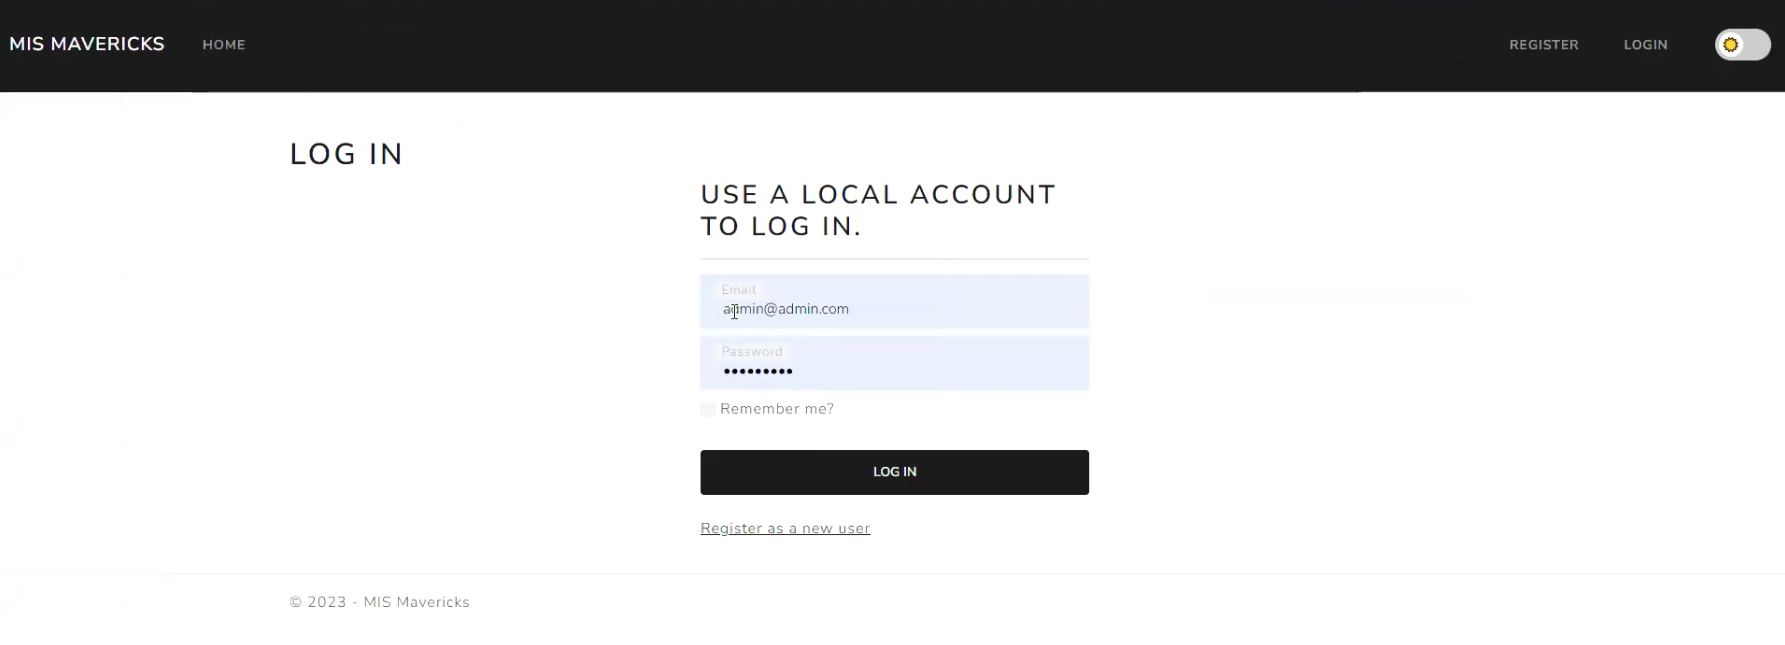 MIS MAVERICKS HOME REGISTER LOGIN
LOG IN
USE A LOCAL ACCOUNT
TO LOG IN.
Email
admin@admin.com
Password
•••••••••
Remember me?
LOG IN
Register as a new user
© 2023 - MIS Mavericks